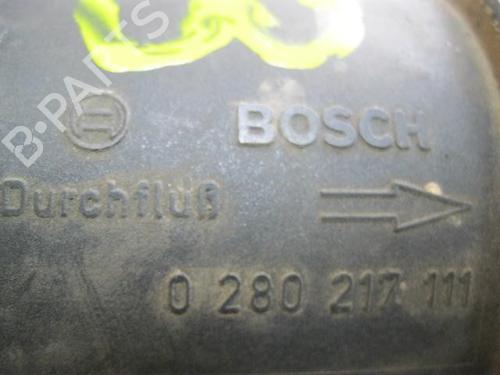 B-PARTS
BOSCH
Durchfluß
0 280 217 111